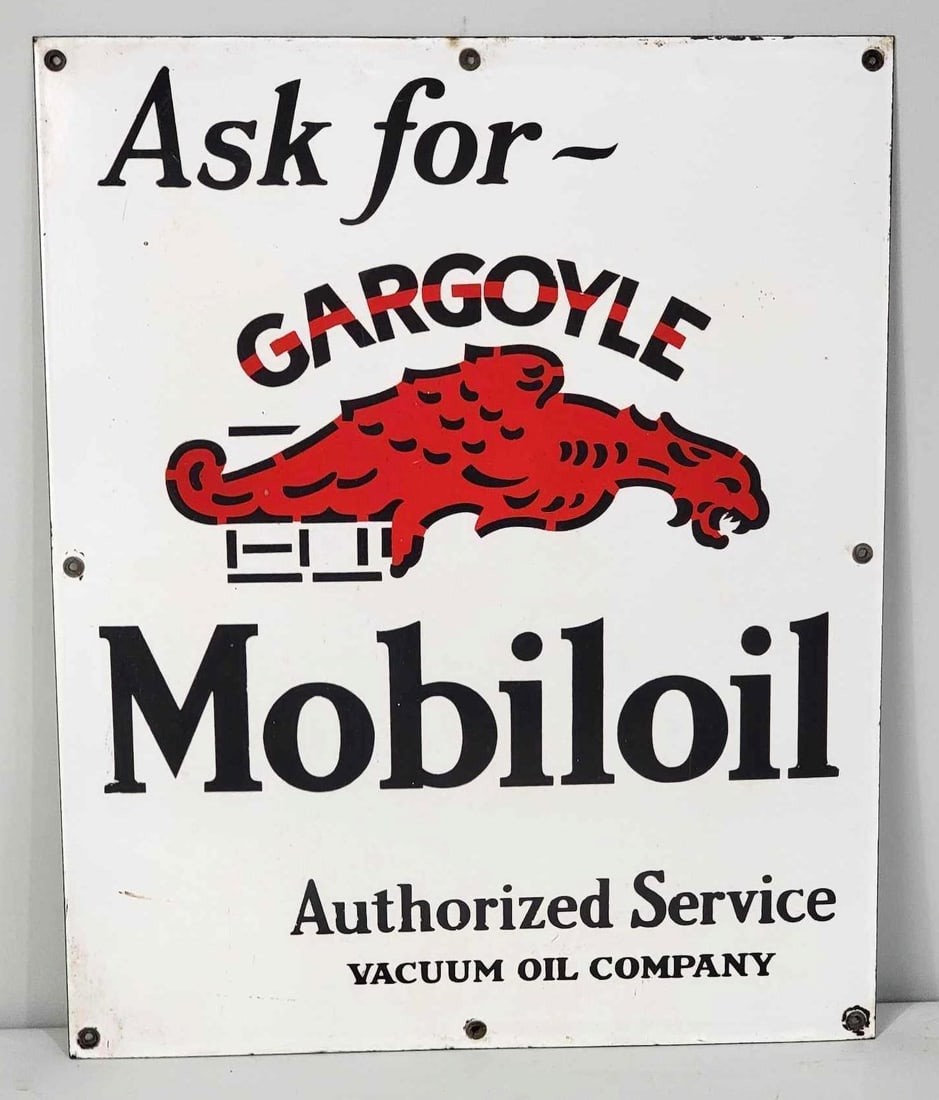 Ask for~
GARGOYLE
Mobiloil
Authorized Service
VACUUM OIL COMPANY